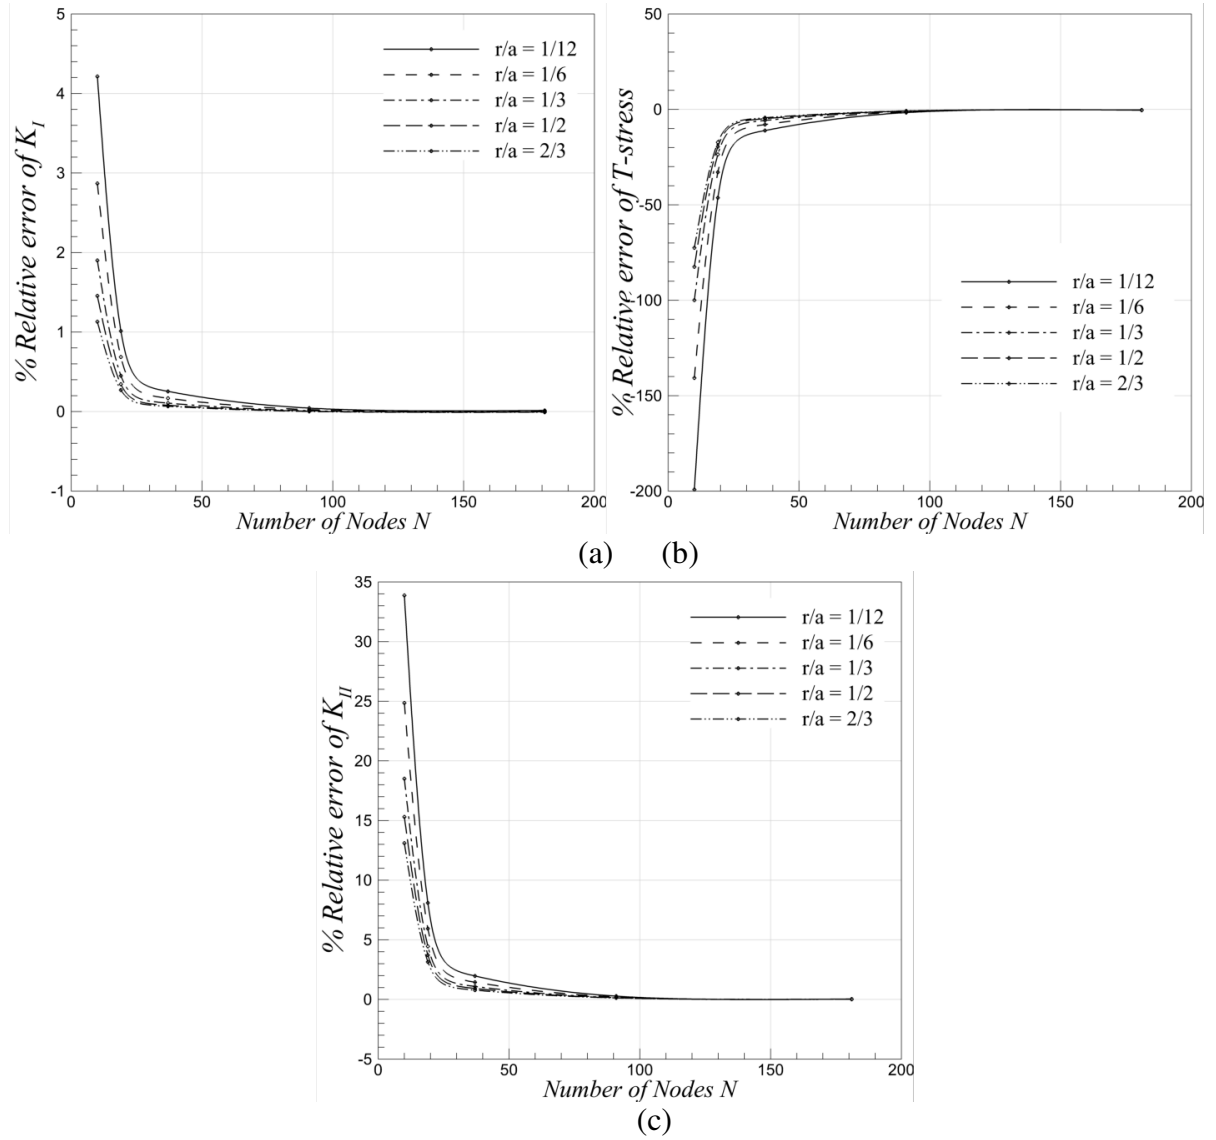 % Relative error of K_I
5
4
3
2
1
0
-1
0 50 100 150 200
Number of Nodes N
r/a = 1/12
r/a = 1/6
r/a = 1/3
r/a = 1/2
r/a = 2/3
% Relative error of T-stress
50
0
-50
-100
-150
-200
0 50 100 150 200
Number of Nodes N
r/a = 1/12
r/a = 1/6
r/a = 1/3
r/a = 1/2
r/a = 2/3
(a) (b)
% Relative error of K_II
35
30
25
20
15
10
5
0
-5
0 50 100 150 200
Number of Nodes N
r/a = 1/12
r/a = 1/6
r/a = 1/3
r/a = 1/2
r/a = 2/3
(c)